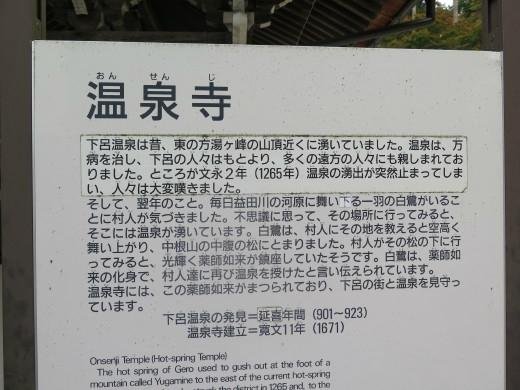 おん せん じ
温泉寺
下呂温泉は昔、東の方湯ヶ峰の山頂近くに湧いていました。温泉は、万
病を治し、下呂の人々はもとより、多くの遠方の人々にも親しまれてお
りました。ところが文永2年（1265年）温泉の湧出が突然止まってしま
い、人々は大変嘆きました。
そして、翌年のこと。毎日益田川の河原に舞い下る一羽の白鷺がいるこ
とに村人が気づきました。不思議に思って、その場所に行ってみると、
そこには温泉が湧いています。白鷺は、村人にその地を教えると空高く
舞い上がり、中根山の中腹の松にとまりました。村人がその松の下に行
ってみると、光輝く薬師如来が鎮座していたそうです。白鷺は、薬師如
来の化身で、村人達に再び温泉を授けたと言い伝えられています。
温泉寺には、この薬師如来がまつられており、下呂の街と温泉を見守っ
ています。
下呂温泉の発見＝延喜年間（901～923）
温泉寺建立＝寛文11年（1671）
Onsenji Temple (Hot-spring Temple)
The hot spring of Gero used to gush out at the foot of a
mountain called Yugamine to the east of the current hot-spring
the district in 1265 and, to the